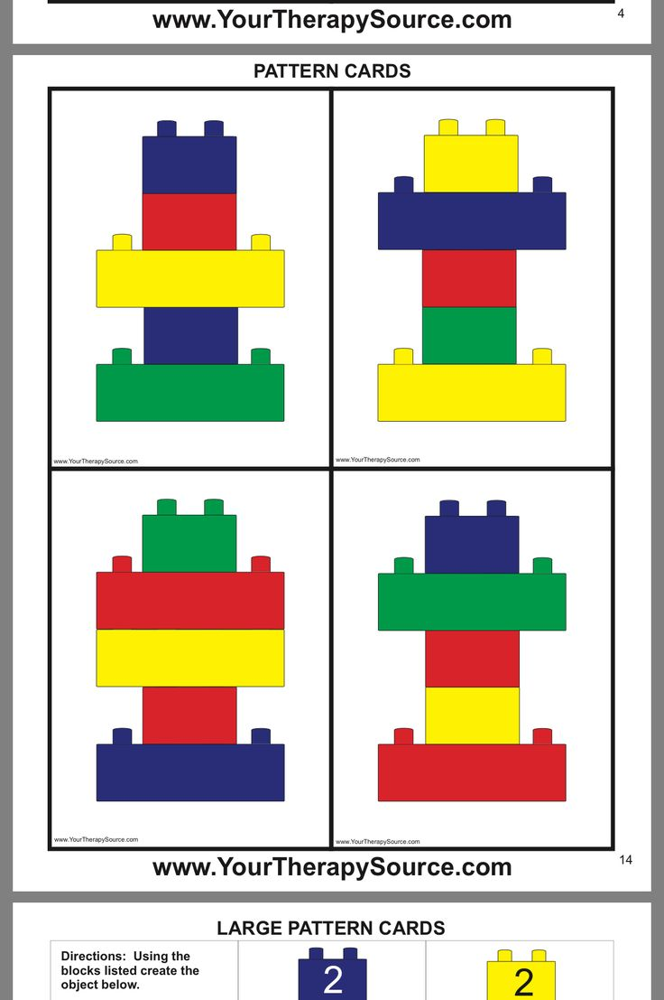 www.YourTherapySource.com
4
PATTERN CARDS
www.YourTherapySource.com
www.YourTherapySource.com
www.YourTherapySource.com
www.YourTherapySource.com
www.YourTherapySource.com
14
LARGE PATTERN CARDS
Directions:  Using the
blocks listed create the
object below.
2
2